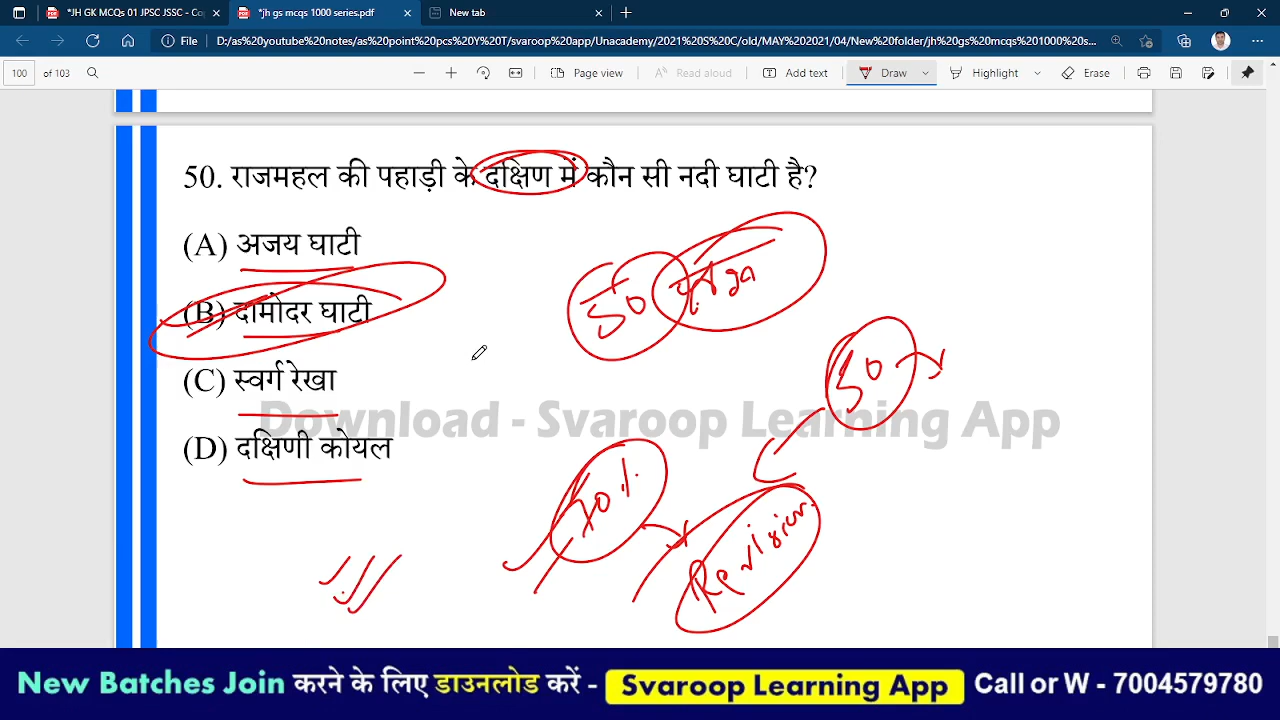 *JH GK MCQs 01 JPSC JSSC - Co
*jh gs mcqs 1000 series.pdf
New tab
File
D:/as%20youtube%20notes/as%20point%20pcs%20Y%20T/svaroop%20app/Unacademy/2021%20S%20C/old/MAY%202021/04/New%20folder/jh%20gs%20mcqs%201000%20s...
100 of 103
Page view
Read aloud
Add text
Draw
Highlight
Erase
50. राजमहल की पहाड़ी के दक्षिण में कौन सी नदी घाटी है?
(A) अजय घाटी
(B) दामोदर घाटी
(C) स्वर्ग रेखा
(D) दक्षिणी कोयल
50
50
70%
Revision
Download - Svaroop Learning App
New Batches Join करने के लिए डाउनलोड करें - Svaroop Learning App Call or W - 7004579780